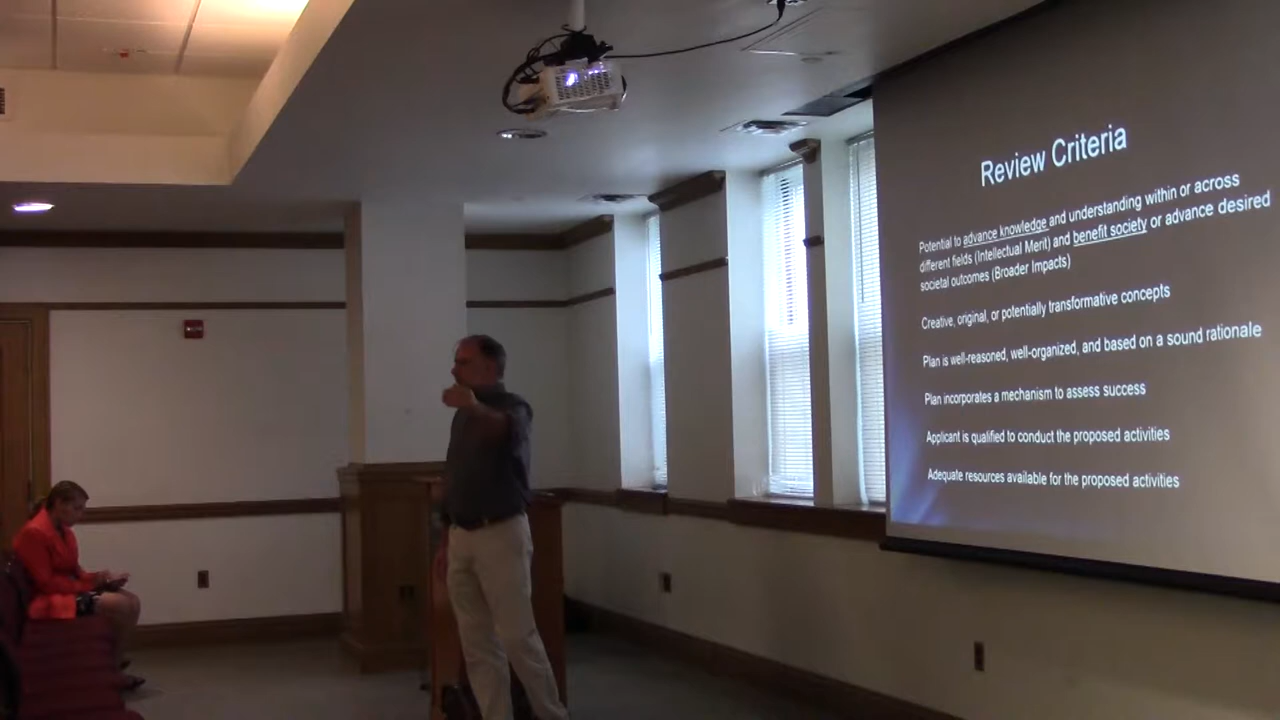 Review Criteria
Potential to advance knowledge and understanding within or across
different fields (Intellectual Merit) and benefit society or advance desired
societal outcomes (Broader Impacts)
Creative, original, or potentially transformative concepts
Plan is well-reasoned, well-organized, and based on a sound rationale
Plan incorporates a mechanism to assess success
Applicant is qualified to conduct the proposed activities
Adequate resources available for the proposed activities